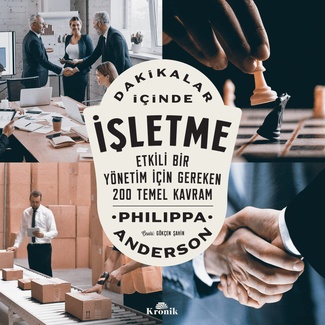 DAKİKALAR
İÇİNDE
İŞLETME
ETKİLİ BİR
YÖNETİM İÇİN GEREKEN
200 TEMEL KAVRAM
•PHILIPPA•
Çeviri: GÖKÇEN ŞAHİN
ANDERSON
Kronik